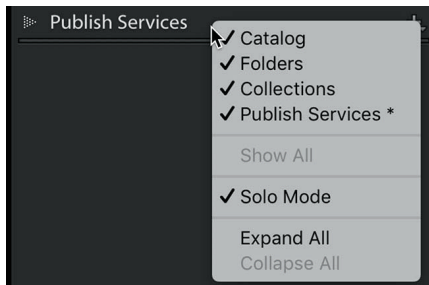 Publish Services
Catalog
Folders
Collections
Publish Services *
Show All
Solo Mode
Expand All
Collapse All